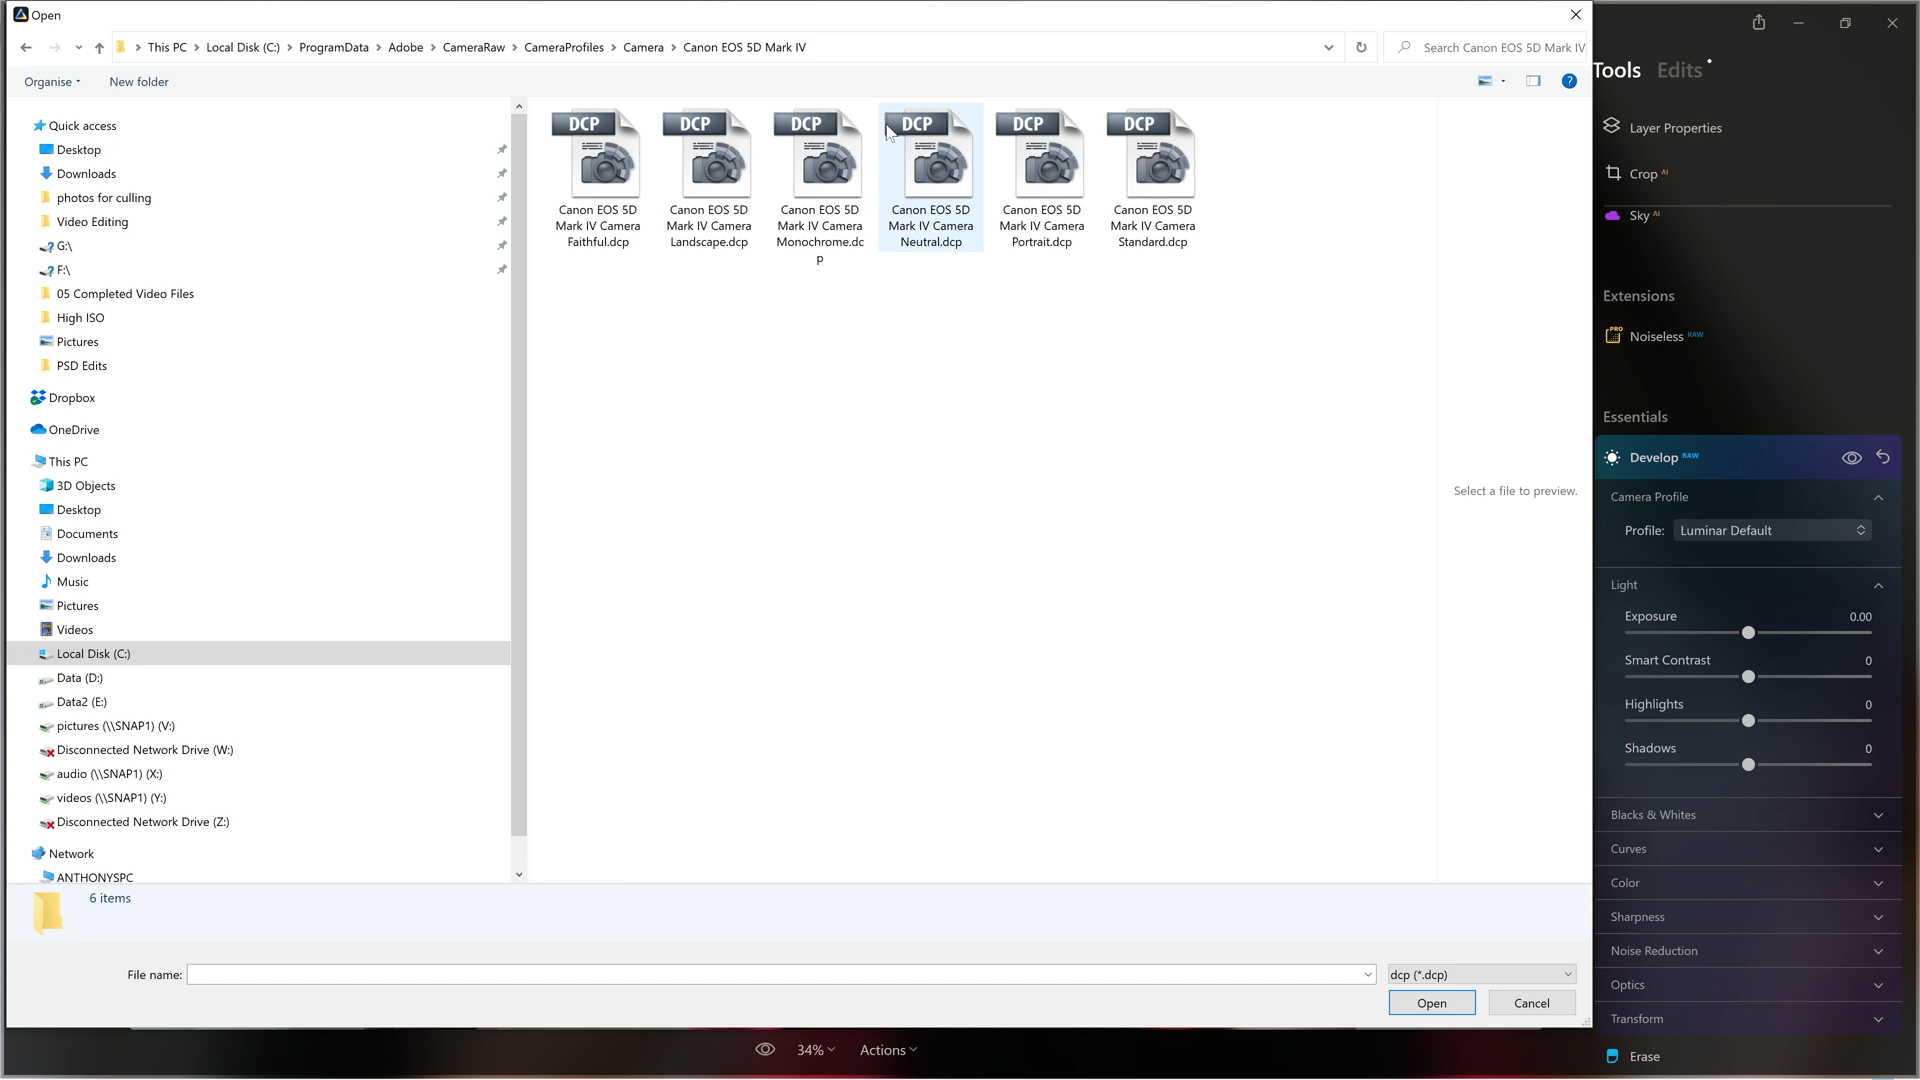 Open
This PC > Local Disk (C:) > ProgramData > Adobe > CameraRaw > CameraProfiles > Camera > Canon EOS 5D Mark IV
Search Canon EOS 5D Mark IV
Organise
New folder
?
Quick access
Desktop
Downloads
photos for culling
Video Editing
G:\
F:\
05 Completed Video Files
High ISO
Pictures
PSD Edits
Dropbox
OneDrive
This PC
3D Objects
Desktop
Documents
Downloads
Music
Pictures
Videos
Local Disk (C:)
Data (D:)
Data2 (E:)
pictures (\\SNAP1) (V:)
Disconnected Network Drive (W:)
audio (\\SNAP1) (X:)
videos (\\SNAP1) (Y:)
Disconnected Network Drive (Z:)
Network
ANTHONYSPC
DCP
Canon EOS 5D
Mark IV Camera
Faithful.dcp
DCP
Canon EOS 5D
Mark IV Camera
Landscape.dcp
DCP
Canon EOS 5D
Mark IV Camera
Monochrome.dc
p
DCP
Canon EOS 5D
Mark IV Camera
Neutral.dcp
DCP
Canon EOS 5D
Mark IV Camera
Portrait.dcp
DCP
Canon EOS 5D
Mark IV Camera
Standard.dcp
Select a file to preview.
6 items
File name:
dcp (*.dcp)
Open
Cancel
34%
Actions
Tools Edits
Layer Properties
Crop AI
Sky AI
Extensions
PRO
Noiseless RAW
Essentials
Develop RAW
Camera Profile
Profile: Luminar Default
Light
Exposure 0.00
Smart Contrast 0
Highlights 0
Shadows 0
Blacks & Whites
Curves
Color
Sharpness
Noise Reduction
Optics
Transform
Erase